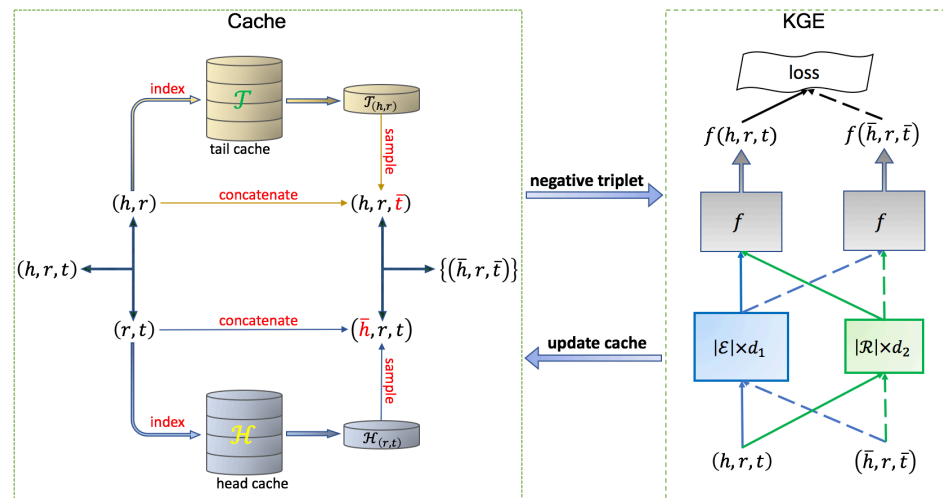 Cache
index
𝒯
tail cache
𝒯(h,r)
sample
(h, r)
concatenate
(h, r, t̄)
(h, r, t)
{(h̄, r, t̄)}
(r, t)
concatenate
(h̄, r, t)
sample
index
ℋ
head cache
ℋ(r,t)
negative triplet
update cache
KGE
loss
f(h, r, t)
f(h̄, r, t̄)
f
f
|ℰ|×d₁
|ℛ|×d₂
(h, r, t)
(h̄, r, t̄)